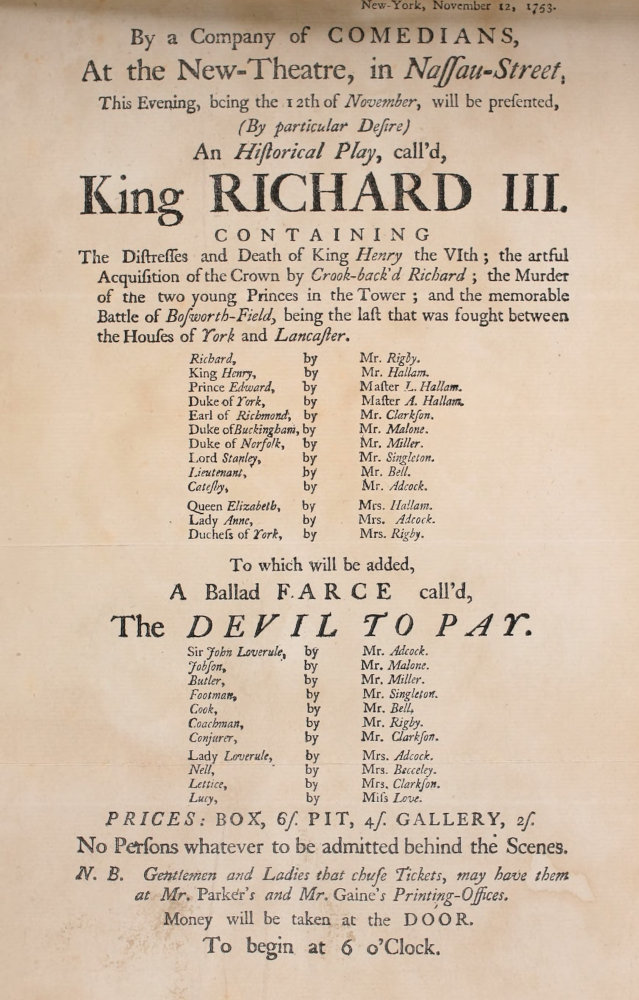 New-York, November 12, 1753.
By a Company of COMEDIANS,
At the New-Theatre, in Naſſau-Street,
This Evening, being the 12th of November, will be preſented,
(By particular Deſire)
An Hiſtorical Play, call'd,
King RICHARD III.
CONTAINING
The Diſtreſſes and Death of King Henry the VIth ; the artful
Acquiſition of the Crown by Crook-back'd Richard ; the Murder
of the two young Princes in the Tower ; and the memorable
Battle of Boſworth-Field, being the laſt that was fought between
the Houſes of York and Lancaſter.
Richard, by Mr. Rigby.
King Henry, by Mr. Hallam.
Prince Edward, by Maſter L. Hallam.
Duke of York, by Maſter A. Hallam.
Earl of Richmond, by Mr. Clarkſon.
Duke of Buckingham, by Mr. Malone.
Duke of Norfolk, by Mr. Miller.
Lord Stanley, by Mr. Singleton.
Lieutenant, by Mr. Bell.
Cateſby, by Mr. Adcock.
Queen Elizabeth, by Mrs. Hallam.
Lady Anne, by Mrs. Adcock.
Ducheſs of York, by Mrs. Rigby.
To which will be added,
A Ballad FARCE call'd,
The DEVIL TO PAY.
Sir John Loverule, by Mr. Adcock.
Jobſon, by Mr. Malone.
Butler, by Mr. Miller.
Footman, by Mr. Singleton.
Cook, by Mr. Bell.
Coachman, by Mr. Rigby.
Conjurer, by Mr. Clarkſon.
Lady Loverule, by Mrs. Adcock.
Nell, by Mrs. Becceley.
Lettice, by Mrs. Clarkſon.
Lucy, by Miſs Love.
PRICES: BOX, 6ſ. PIT, 4ſ. GALLERY, 2ſ.
No Perſons whatever to be admitted behind the Scenes.
N. B. Gentlemen and Ladies that chuſe Tickets, may have them
at Mr. Parker's and Mr. Gaine's Printing-Offices.
Money will be taken at the DOOR.
To begin at 6 o'Clock.